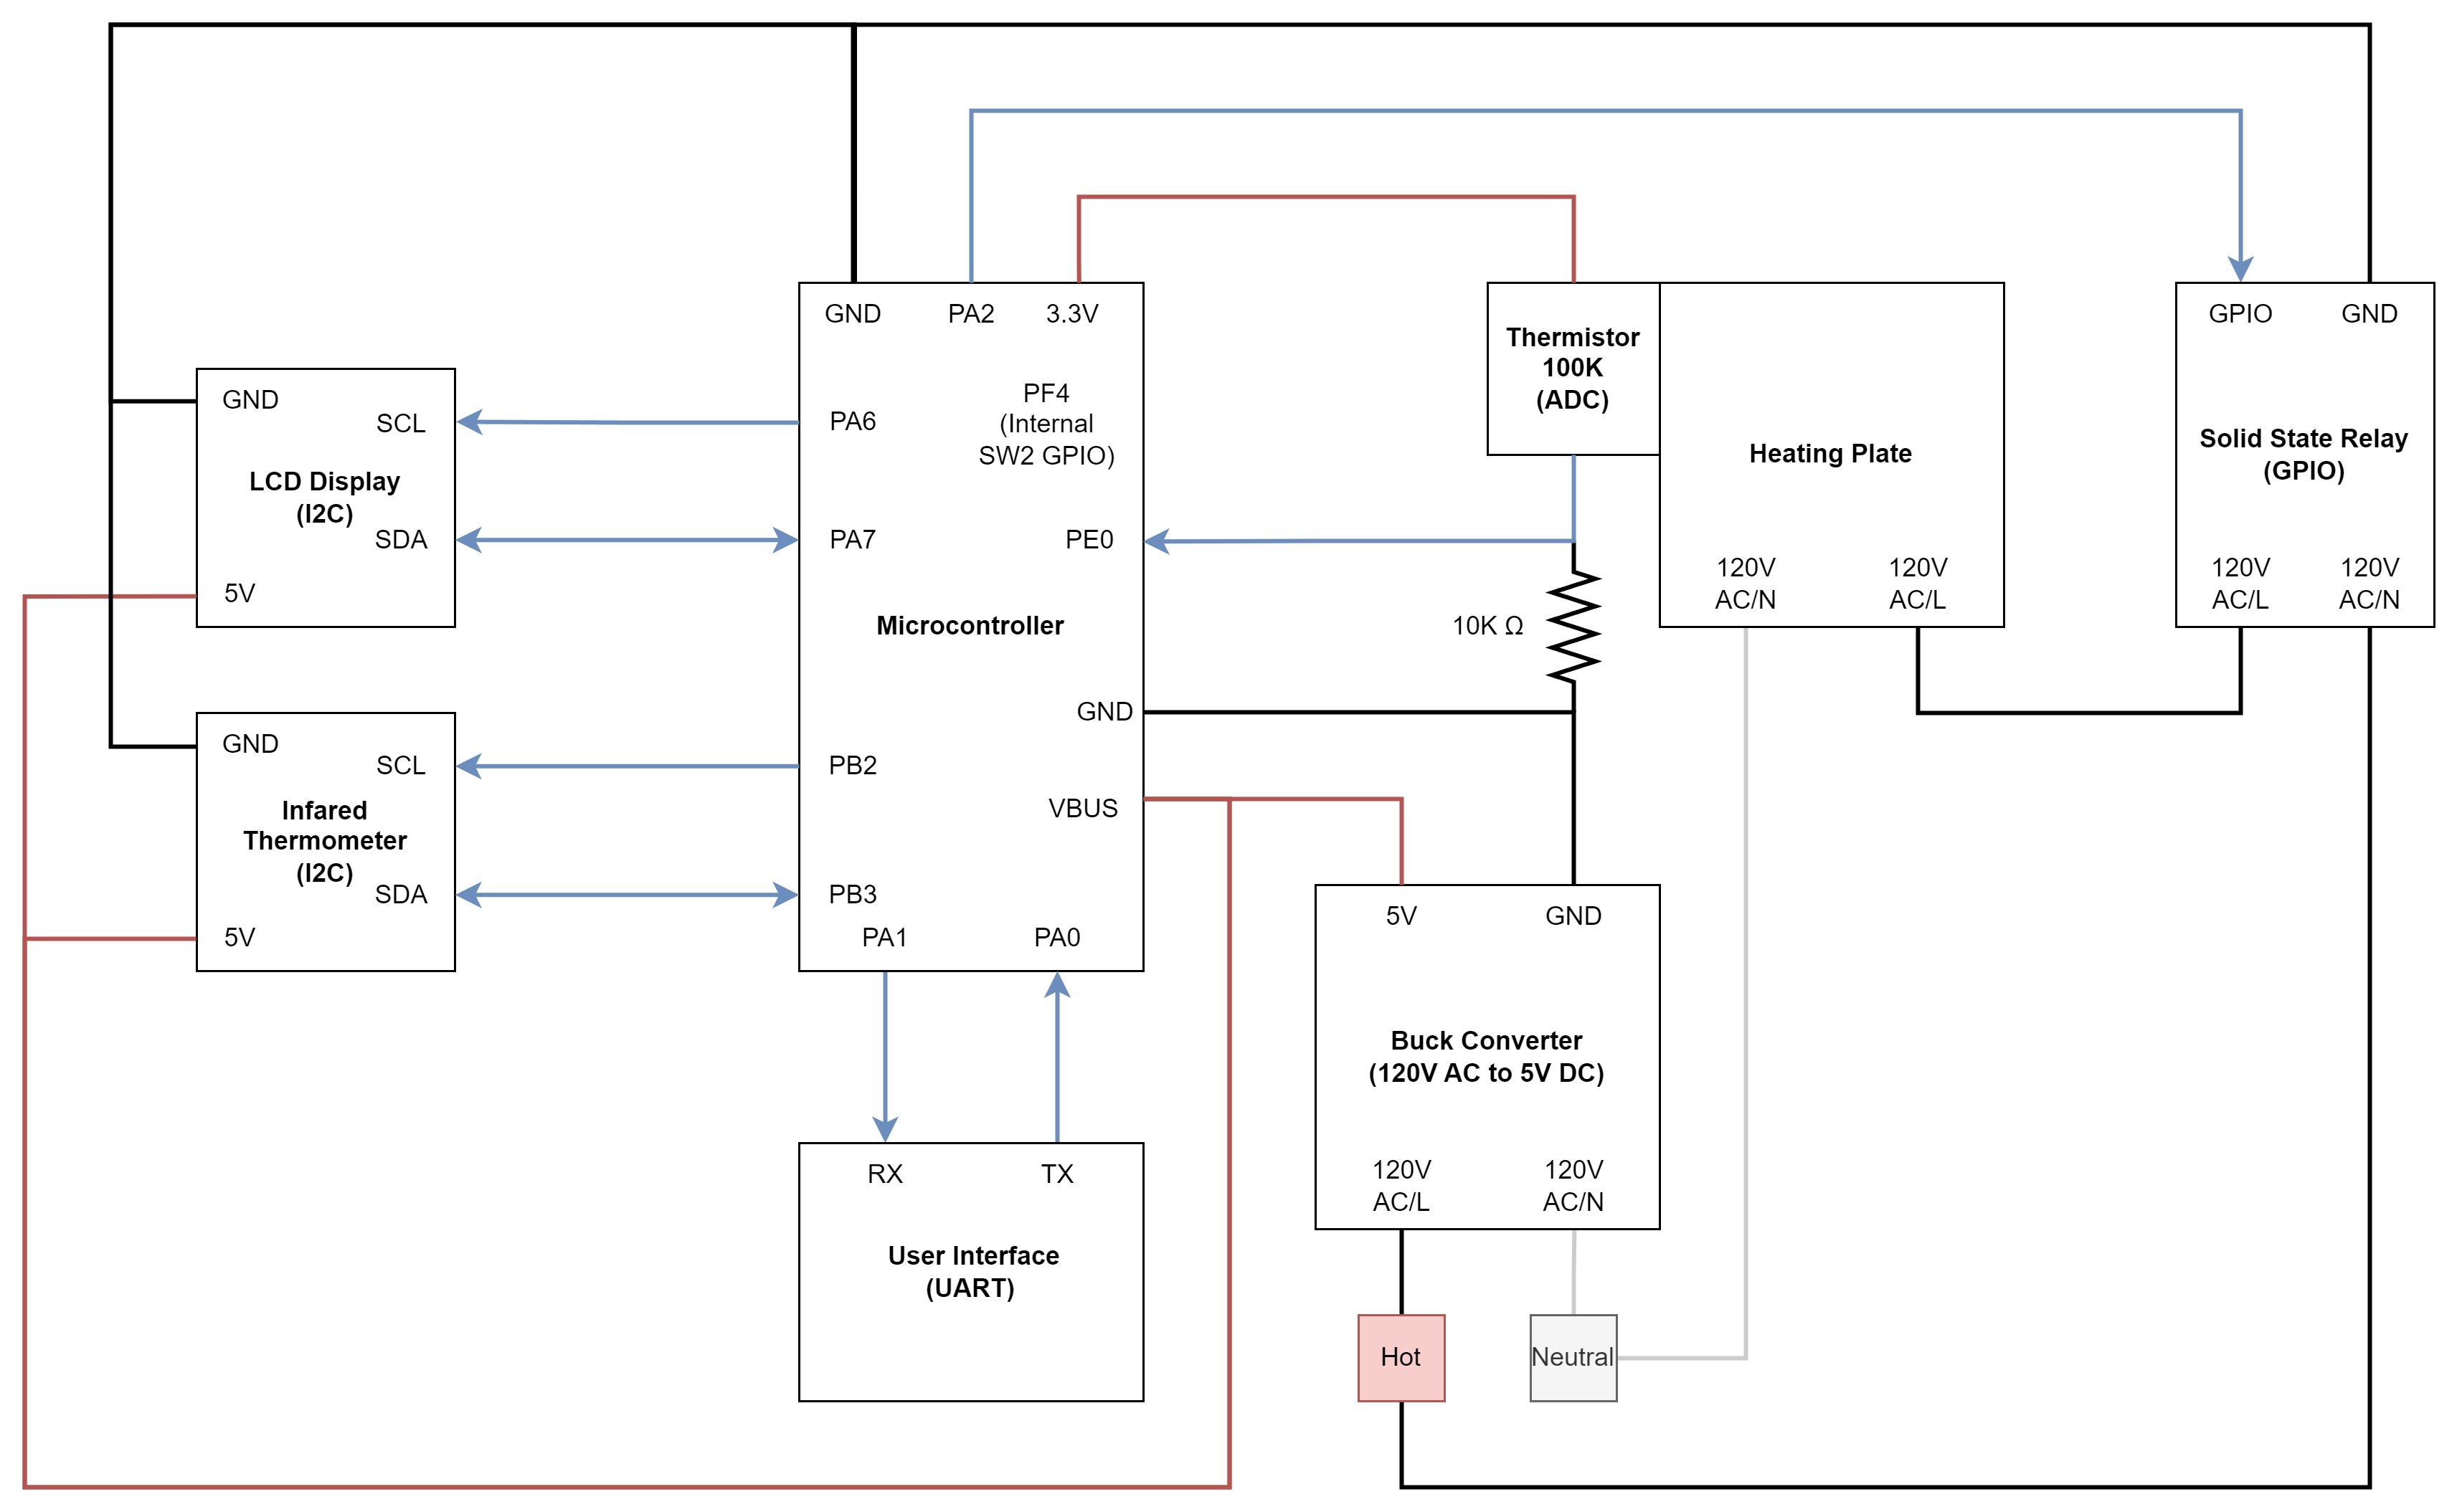 GND
PA2
3.3V
PF4
(Internal
SW2 GPIO)
PA6
PA7
PE0
Microcontroller
GND
PB2
VBUS
PB3
PA1
PA0
GND
SCL
LCD Display
(I2C)
SDA
5V
GND
SCL
Infared
Thermometer
(I2C)
SDA
5V
Thermistor
100K
(ADC)
Heating Plate
120V
AC/N
120V
AC/L
GPIO
GND
Solid State Relay
(GPIO)
120V
AC/L
120V
AC/N
10K Ω
5V
GND
Buck Converter
(120V AC to 5V DC)
120V
AC/L
120V
AC/N
RX
TX
User Interface
(UART)
Hot
Neutral